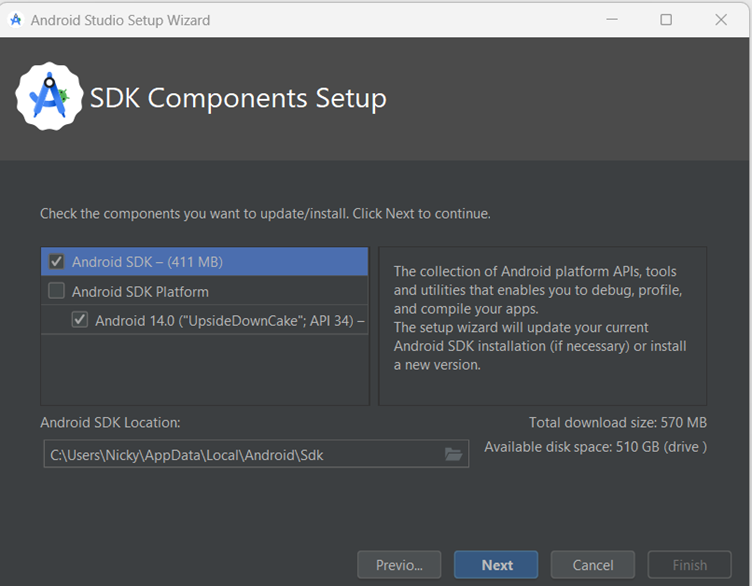 Android Studio Setup Wizard
SDK Components Setup
Check the components you want to update/install. Click Next to continue.
Android SDK – (411 MB)
Android SDK Platform
Android 14.0 ("UpsideDownCake"; API 34) –
The collection of Android platform APIs, tools
and utilities that enables you to debug, profile,
and compile your apps.
The setup wizard will update your current
Android SDK installation (if necessary) or install
a new version.
Android SDK Location:
Total download size: 570 MB
C:\Users\Nicky\AppData\Local\Android\Sdk
Available disk space: 510 GB (drive )
Previo...
Next
Cancel
Finish